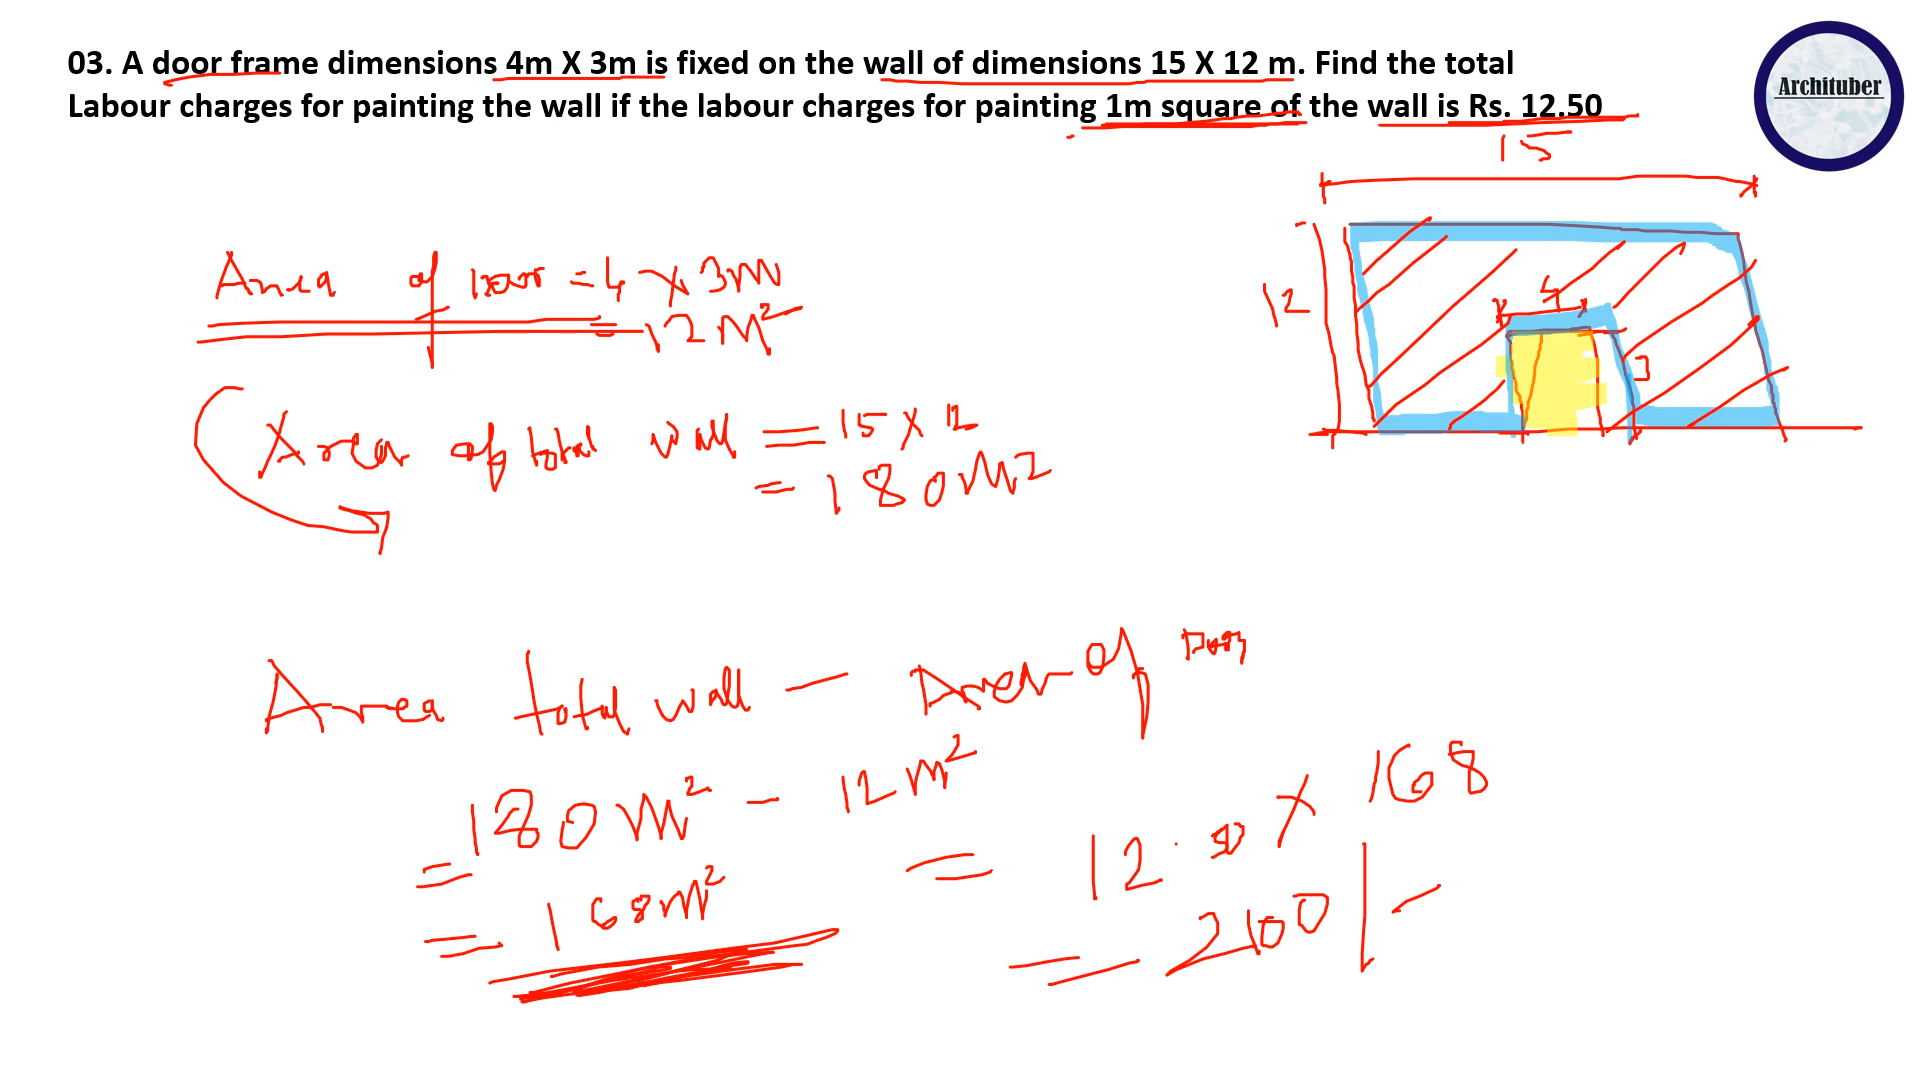 03. A door frame dimensions 4m X 3m is fixed on the wall of dimensions 15 X 12 m. Find the total
Labour charges for painting the wall if the labour charges for painting 1m square of the wall is Rs. 12.50
Archituber
15
12
4
3
Area of Door = 4 x 3m
= 12 m²
Area of total wall = 15 x 12
= 180 M2
Area total wall - Area Of Door
= 180 m² - 12 m²
= 168 m²
= 12.50 x 168
= 2100/-